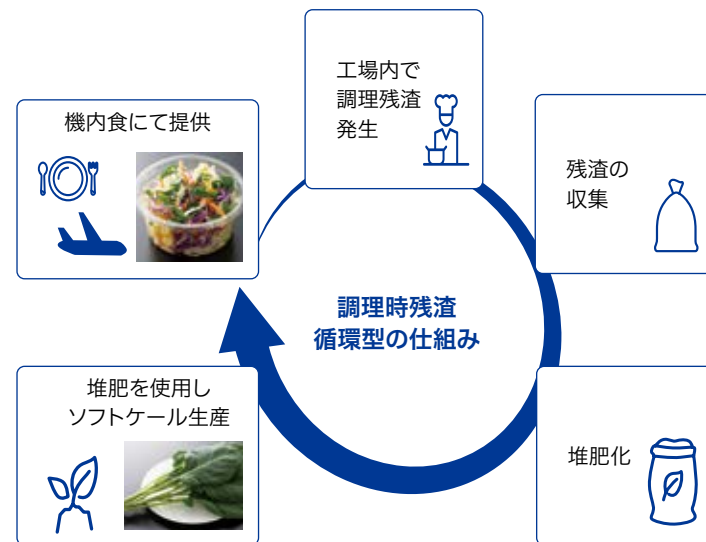 工場内で
調理残渣
発生
残渣の
収集
堆肥化
堆肥を使用し
ソフトケール生産
機内食にて提供
調理時残渣
循環型の仕組み